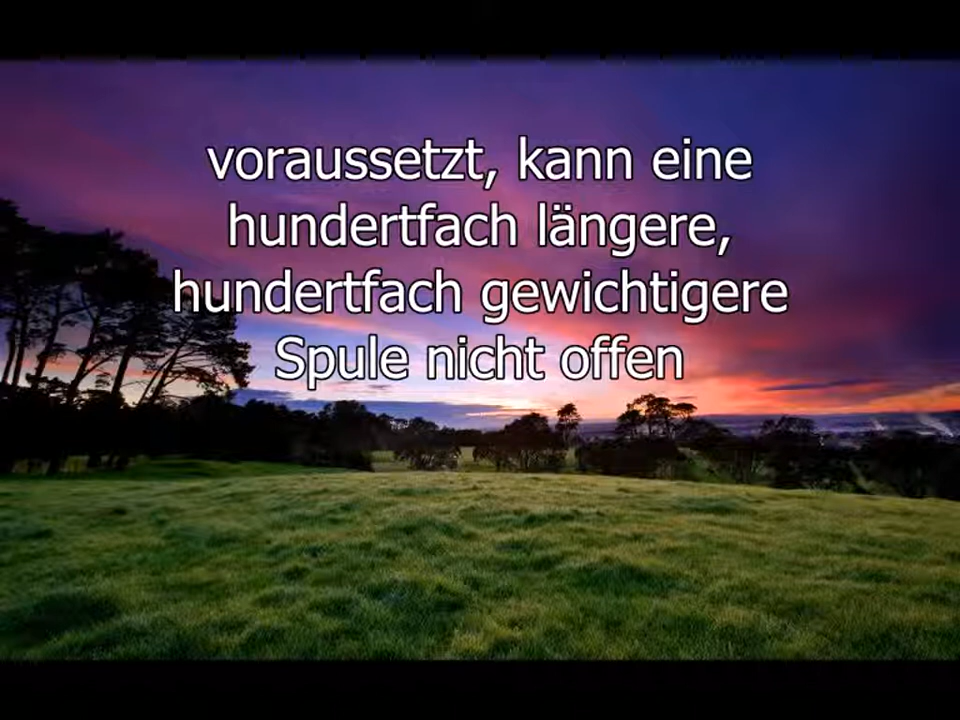 voraussetzt, kann eine
hundertfach längere,
hundertfach gewichtigere
Spule nicht offen